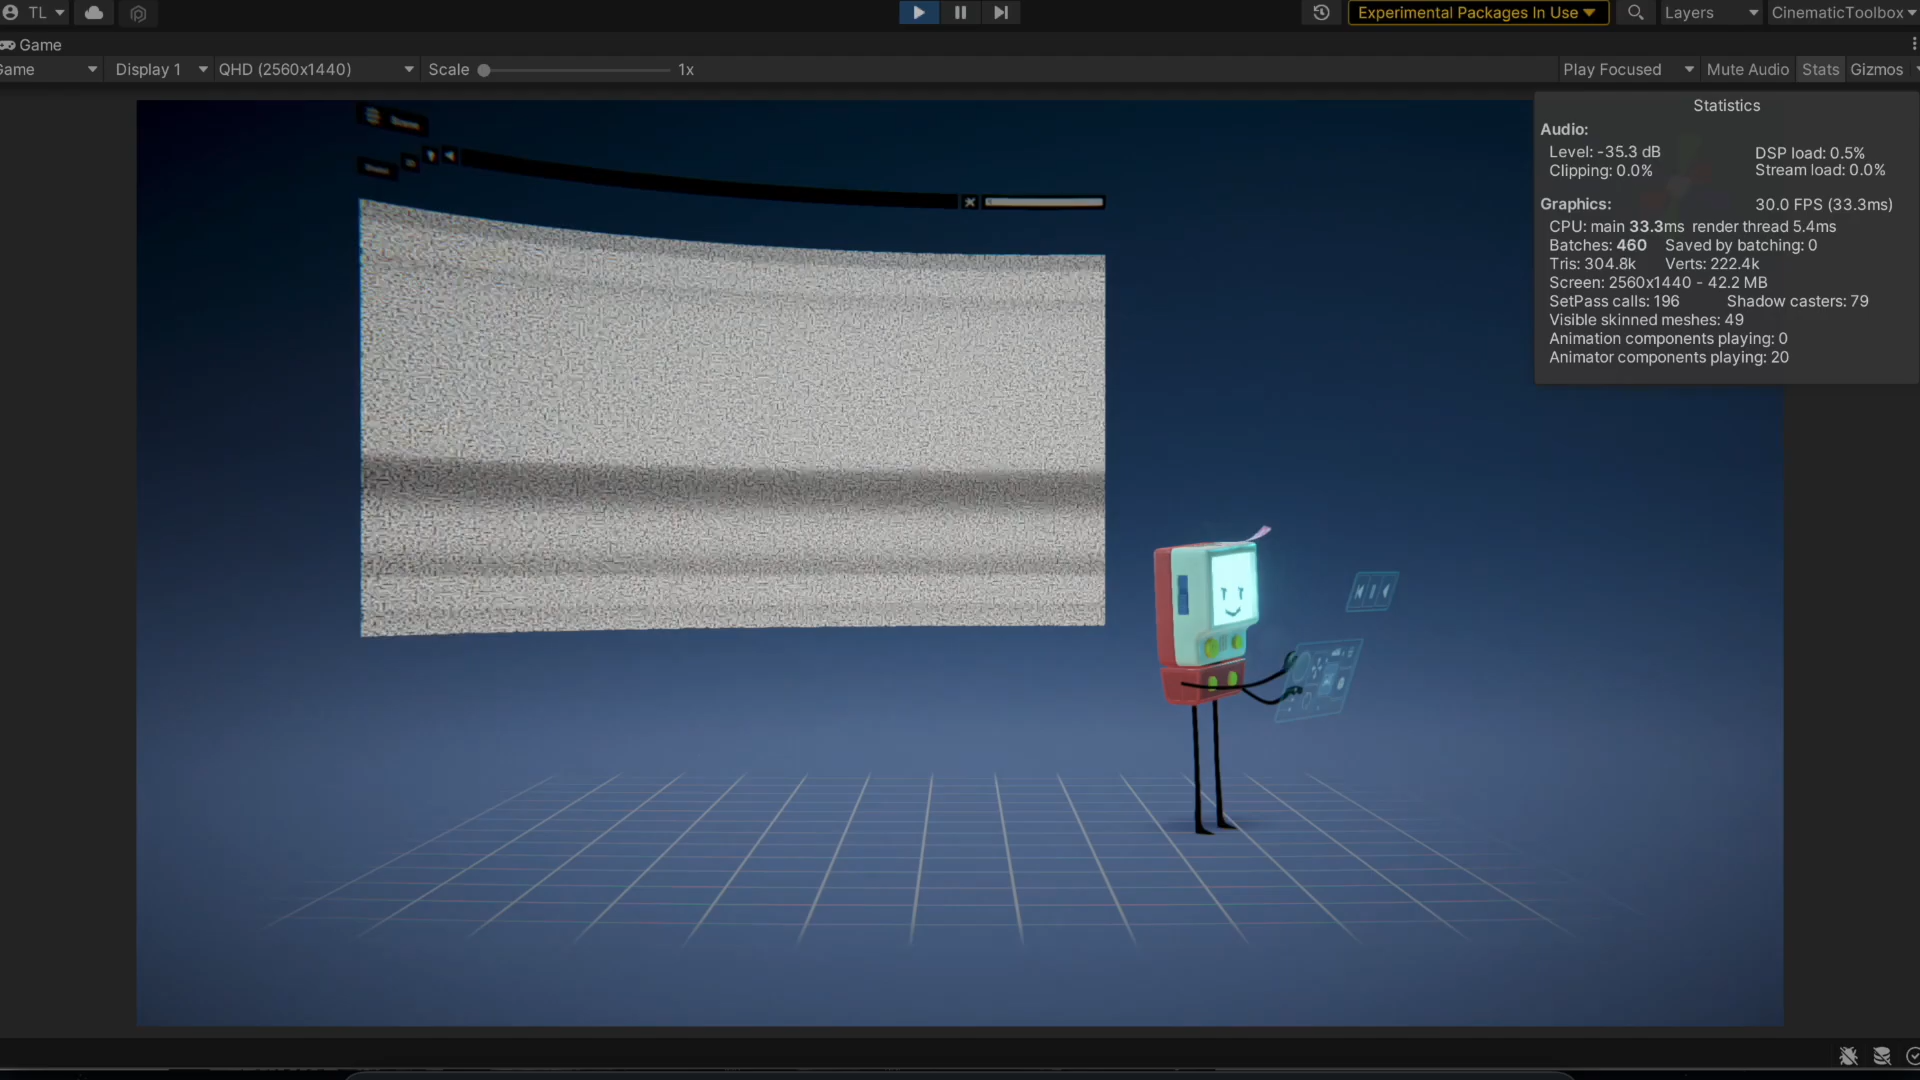 TL
Experimental Packages In Use
Layers
CinematicToolbox
Game
Game
Display 1
QHD (2560x1440)
Scale
1x
Play Focused
Mute Audio
Stats
Gizmos
Statistics
Audio:
Level: -35.3 dB
DSP load: 0.5%
Clipping: 0.0%
Stream load: 0.0%
Graphics:
30.0 FPS (33.3ms)
CPU: main 33.3ms render thread 5.4ms
Batches: 460 Saved by batching: 0
Tris: 304.8k Verts: 222.4k
Screen: 2560x1440 - 42.2 MB
SetPass calls: 196 Shadow casters: 79
Visible skinned meshes: 49
Animation components playing: 0
Animator components playing: 20